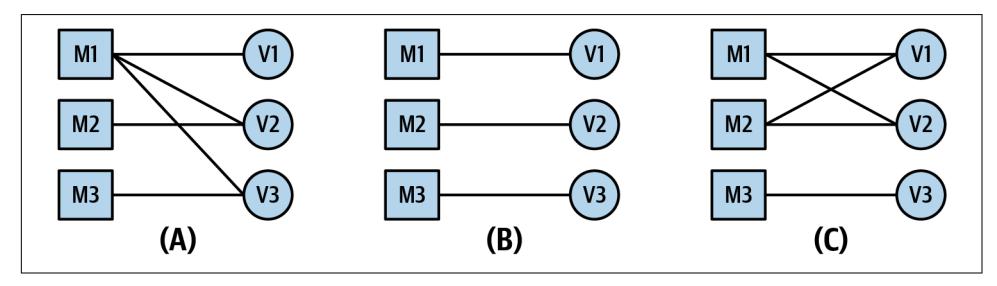 M1 V1 M1 V1 M1 V1
M2 V2 M2 V2 M2 V2
M3 V3 M3 V3 M3 V3
(A) (B) (C)